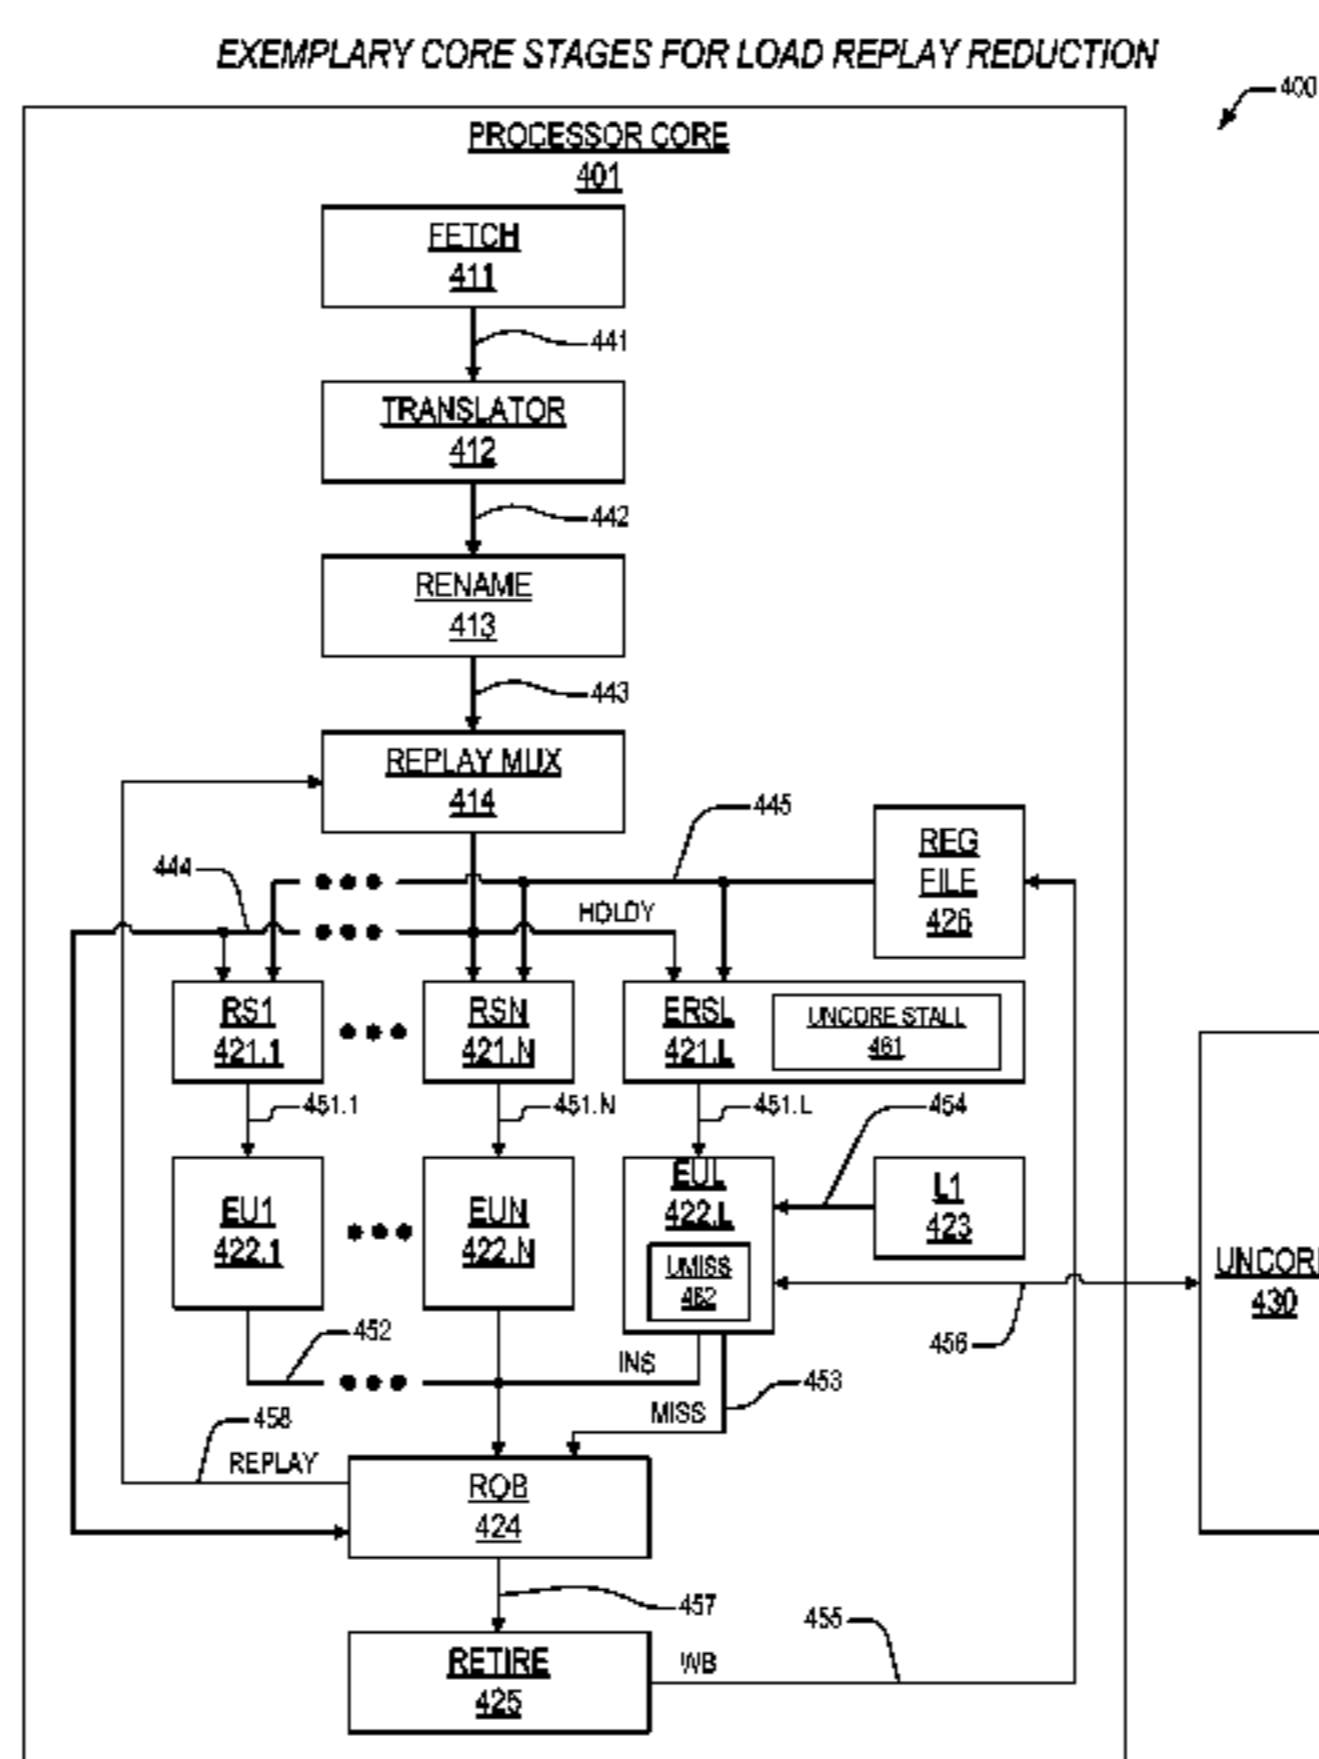 EXEMPLARY CORE STAGES FOR LOAD REPLAY REDUCTION
400
PROCESSOR CORE
401
FETCH
411
441
TRANSLATOR
412
442
RENAME
413
443
REPLAY MUX
414
445
REG
FILE
426
444
HOLDY
RS1
421.1
RSN
421.N
ERSL
421.L
UNCORE STALL
461
451.1
451.N
451.L
454
EU1
422.1
EUN
422.N
EUL
422.L
UMISS
462
L1
423
UNCORE
430
452
INS
456
453
MISS
458
REPLAY
ROB
424
457
455
RETIRE
425
WB